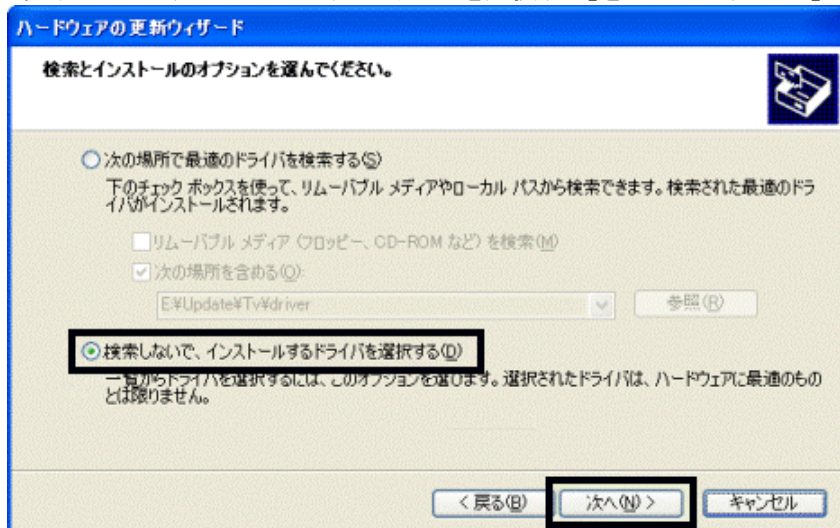 ハードウェアの更新ウィザード
検索とインストールのオプションを選んでください。
次の場所で最適のドライバを検索する(S)
下のチェック ボックスを使って、リムーバブル メディアやローカル パスから検索できます。検索された最適のドラ
イバがインストールされます。
リムーバブル メディア (フロッピー、CD-ROM など) を検索(M)
次の場所を含める(O):
E:¥Update¥Tv¥driver
参照(R)
検索しないで、インストールするドライバを選択する(D)
一覧からドライバを選択するには、このオプションを選びます。選択されたドライバは、ハードウェアに最適のもの
とは限りません。
< 戻る(B) 次へ(N) > キャンセル